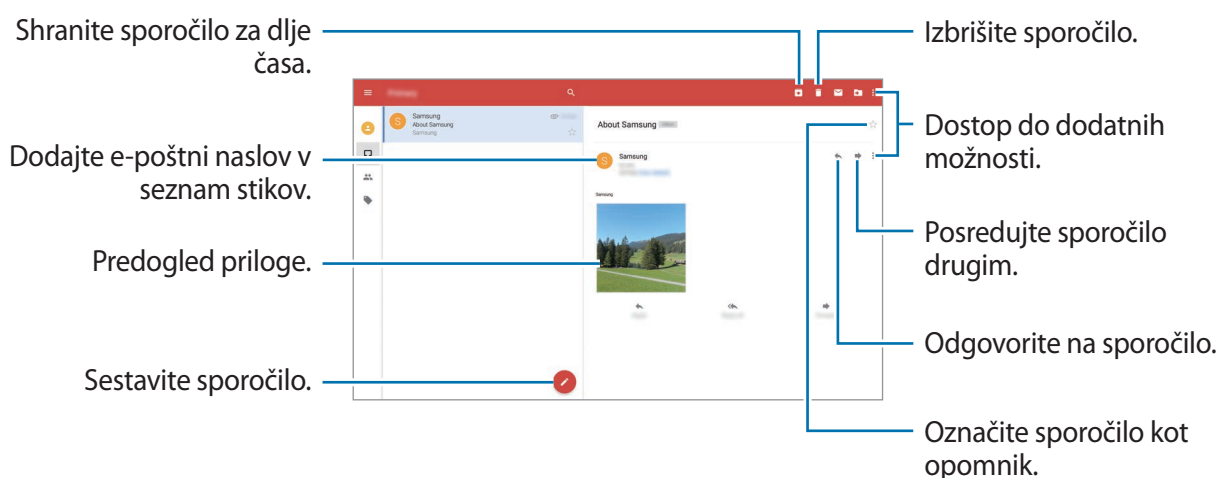 Shranite sporočilo za dlje
časa.
Dodajte e-poštni naslov v
seznam stikov.
Predogled priloge.
Sestavite sporočilo.
Samsung
About Samsung
Samsung
About Samsung
Samsung
Samsung
Izbrišite sporočilo.
Dostop do dodatnih
možnosti.
Posredujte sporočilo
drugim.
Odgovorite na sporočilo.
Označite sporočilo kot
opomnik.